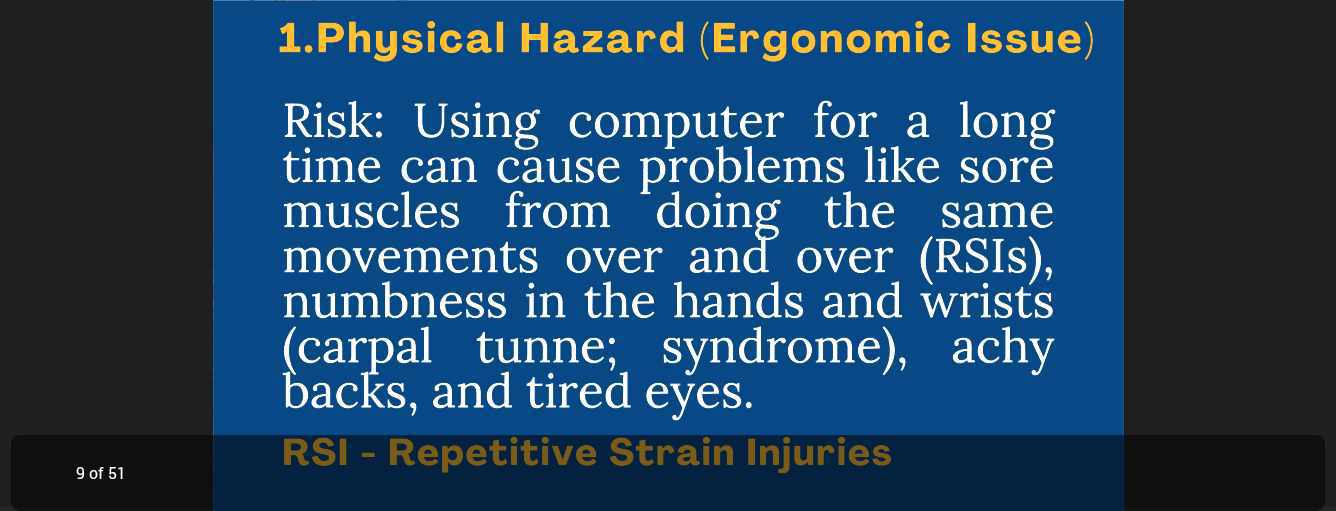 1.Physical Hazard (Ergonomic Issue)
Risk: Using computer for a long
time can cause problems like sore
muscles from doing the same
movements over and over (RSIs),
numbness in the hands and wrists
(carpal tunne; syndrome), achy
backs, and tired eyes.
RSI - Repetitive Strain Injuries
9 of 51